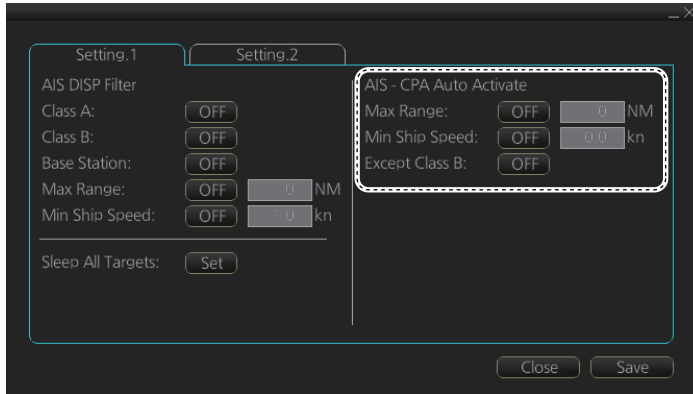 Setting.1 Setting.2
AIS DISP Filter
Class A: OFF
Class B: OFF
Base Station: OFF
Max Range: OFF 0 NM
Min Ship Speed: OFF 1.0 kn
Sleep All Targets: Set
AIS - CPA Auto Activate
Max Range: OFF 0 NM
Min Ship Speed: OFF 0.0 kn
Except Class B: OFF
Close Save